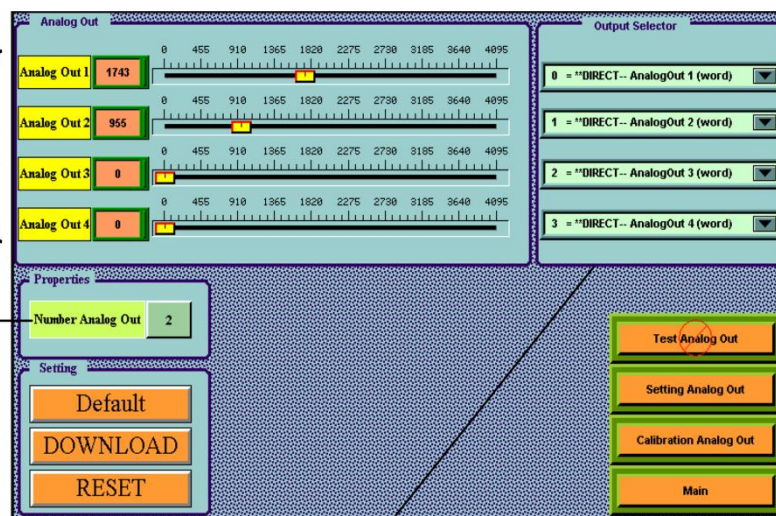 Analog Out
0 455 910 1365 1820 2275 2730 3185 3640 4095
Analog Out 1 1743
0 455 910 1365 1820 2275 2730 3185 3640 4095
Analog Out 2 955
0 455 910 1365 1820 2275 2730 3185 3640 4095
Analog Out 3 0
0 455 910 1365 1820 2275 2730 3185 3640 4095
Analog Out 4 0
Output Selector
0 = **DIRECT-- AnalogOut 1 (word)
1 = **DIRECT-- AnalogOut 2 (word)
2 = **DIRECT-- AnalogOut 3 (word)
3 = **DIRECT-- AnalogOut 4 (word)
Properties
Number Analog Out 2
Setting
Default
DOWNLOAD
RESET
Test Analog Out
Setting Analog Out
Calibration Analog Out
Main